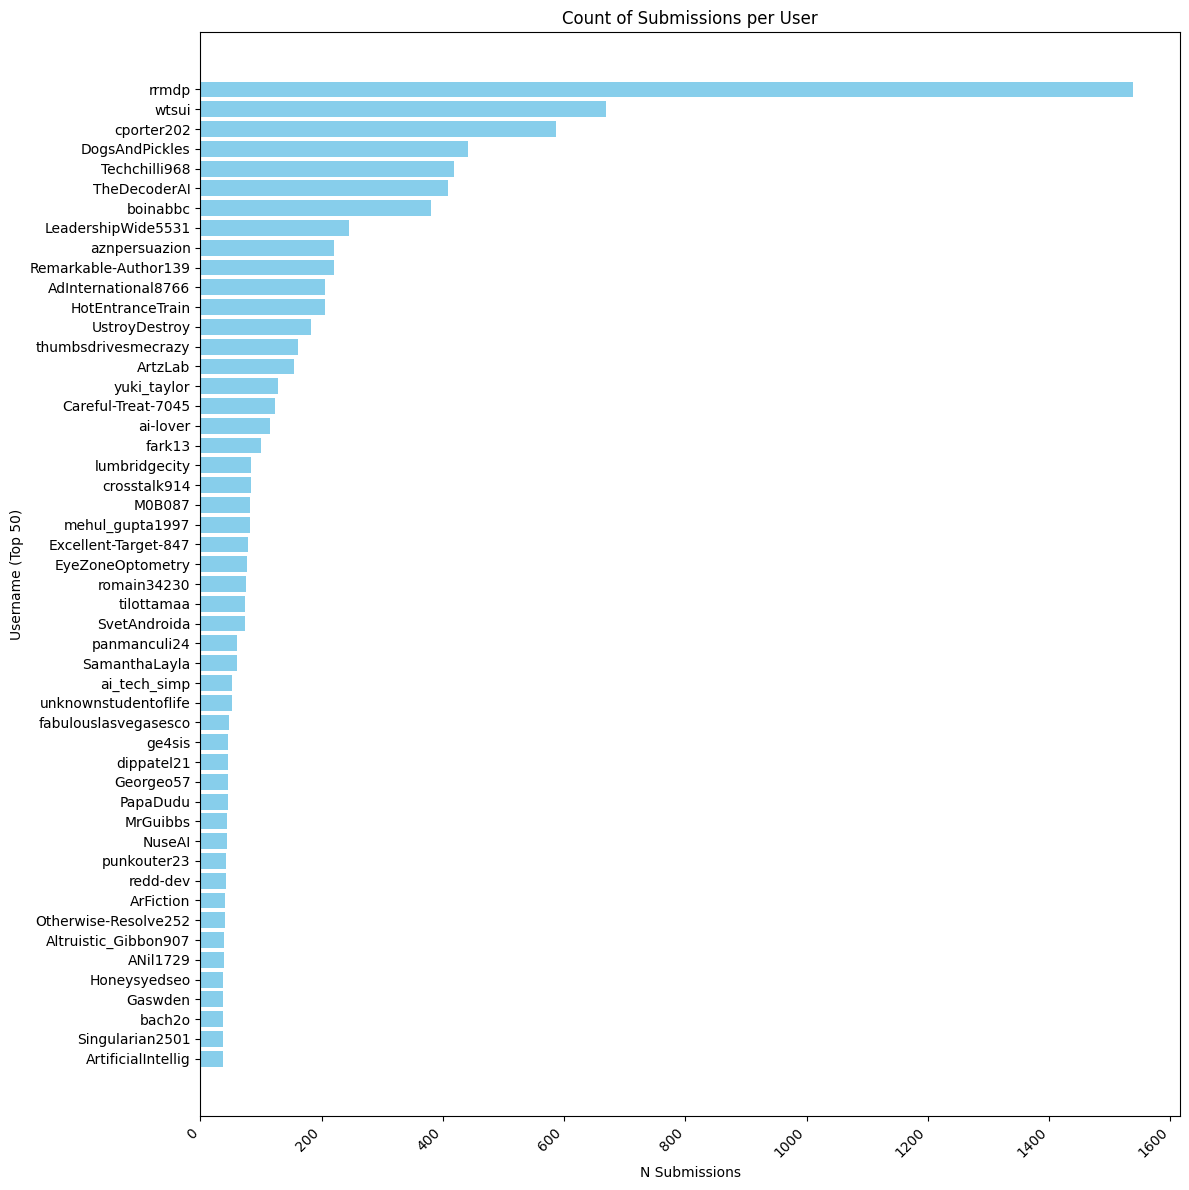 Count of Submissions per User
rrmdp
wtsui
cporter202
DogsAndPickles
Techchilli968
TheDecoderAI
boinabbc
LeadershipWide5531
aznpersuazion
Remarkable-Author139
AdInternational8766
HotEntranceTrain
UstroyDestroy
thumbsdrivesmecrazy
ArtzLab
yuki_taylor
Careful-Treat-7045
ai-lover
fark13
lumbridgecity
crosstalk914
M0B087
mehul_gupta1997
Excellent-Target-847
EyeZoneOptometry
romain34230
tilottamaa
SvetAndroida
panmanculi24
SamanthaLayla
ai_tech_simp
unknownstudentoflife
fabulouslasvegasesco
ge4sis
dippatel21
Georgeo57
PapaDudu
MrGuibbs
NuseAI
punkouter23
redd-dev
ArFiction
Otherwise-Resolve252
Altruistic_Gibbon907
ANil1729
Honeysyedseo
Gaswden
bach2o
Singularian2501
ArtificialIntellig
Username (Top 50)
0 200 400 600 800 1000 1200 1400 1600
N Submissions